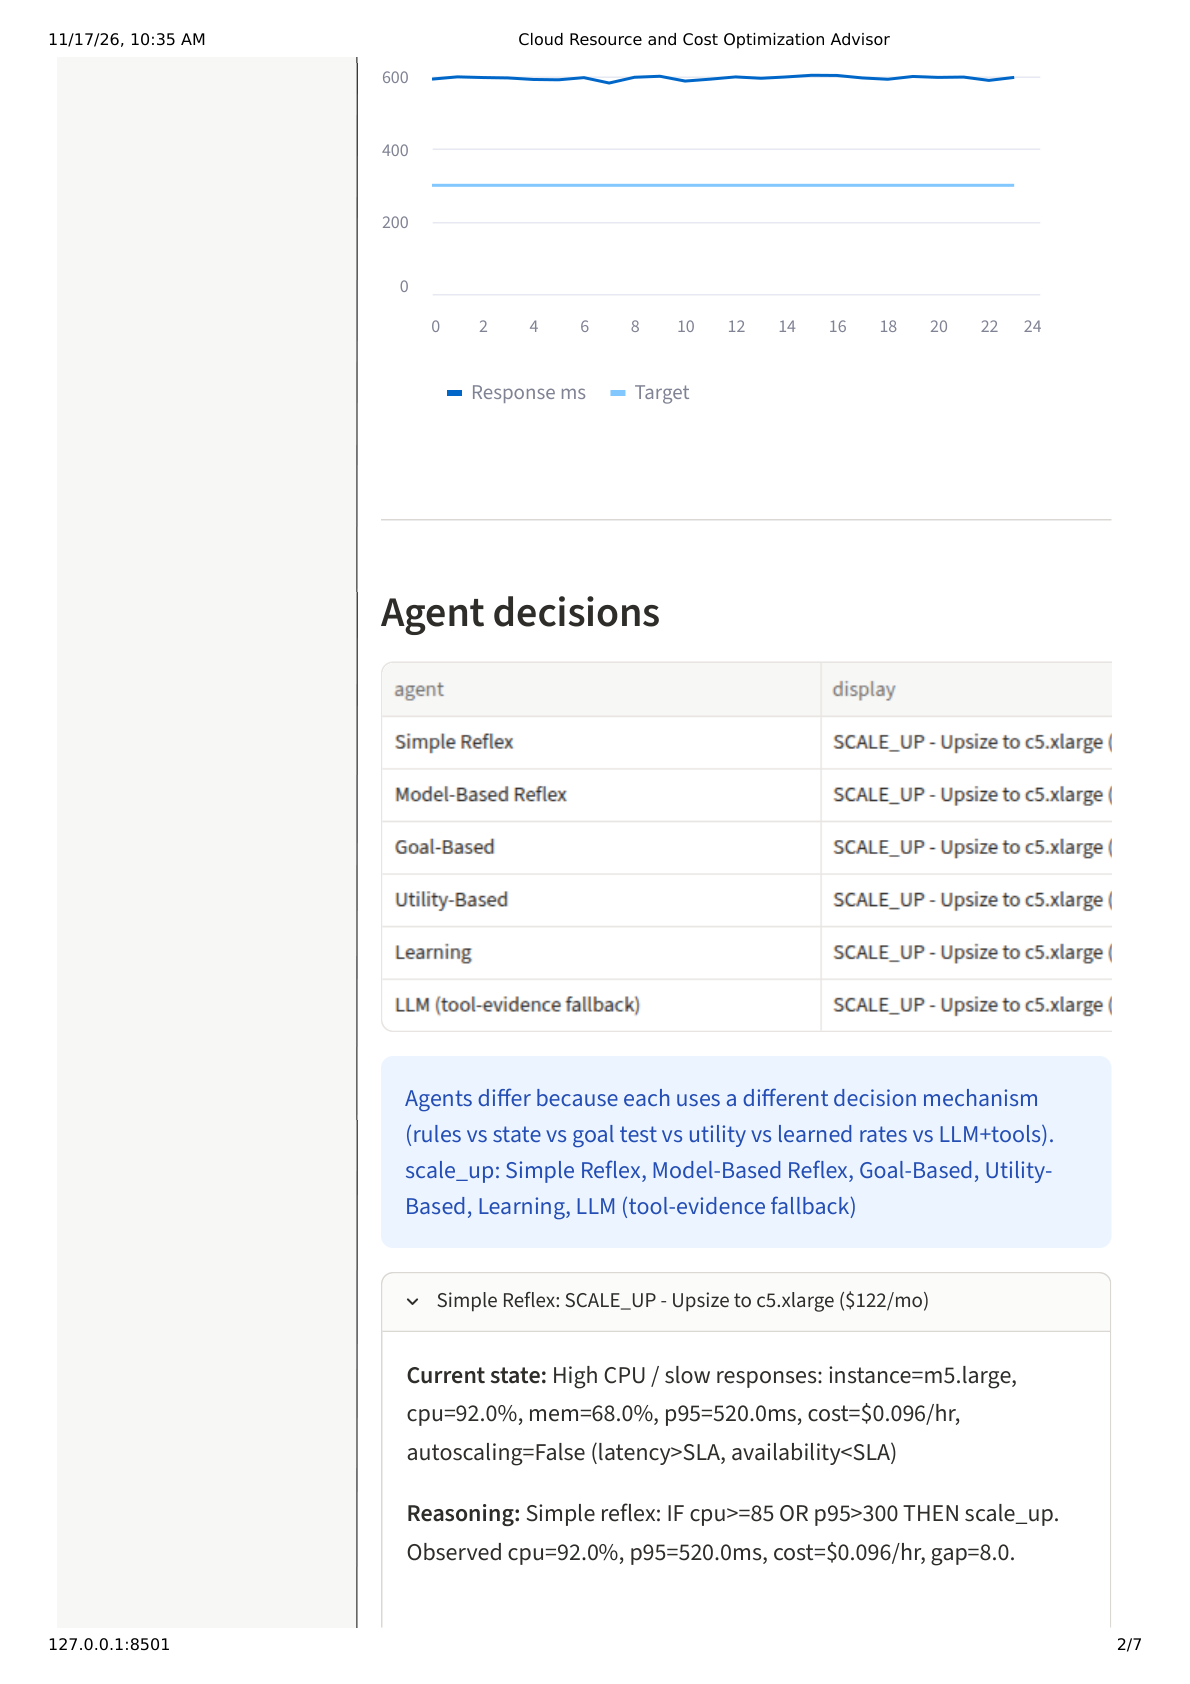 11/17/26, 10:35 AM
Cloud Resource and Cost Optimization Advisor
600
400
200
0
0 2 4 6 8 10 12 14 16 18 20 22 24
Response ms
Target
Agent decisions
agent display
Simple Reflex SCALE_UP - Upsize to c5.xlarge (
Model-Based Reflex SCALE_UP - Upsize to c5.xlarge (
Goal-Based SCALE_UP - Upsize to c5.xlarge (
Utility-Based SCALE_UP - Upsize to c5.xlarge (
Learning SCALE_UP - Upsize to c5.xlarge (
LLM (tool-evidence fallback) SCALE_UP - Upsize to c5.xlarge (
Agents differ because each uses a different decision mechanism
(rules vs state vs goal test vs utility vs learned rates vs LLM+tools).
scale_up: Simple Reflex, Model-Based Reflex, Goal-Based, Utility-
Based, Learning, LLM (tool-evidence fallback)
Simple Reflex: SCALE_UP - Upsize to c5.xlarge ($122/mo)
Current state: High CPU / slow responses: instance=m5.large,
cpu=92.0%, mem=68.0%, p95=520.0ms, cost=$0.096/hr,
autoscaling=False (latency>SLA, availability<SLA)
Reasoning: Simple reflex: IF cpu>=85 OR p95>300 THEN scale_up.
Observed cpu=92.0%, p95=520.0ms, cost=$0.096/hr, gap=8.0.
127.0.0.1:8501
2/7